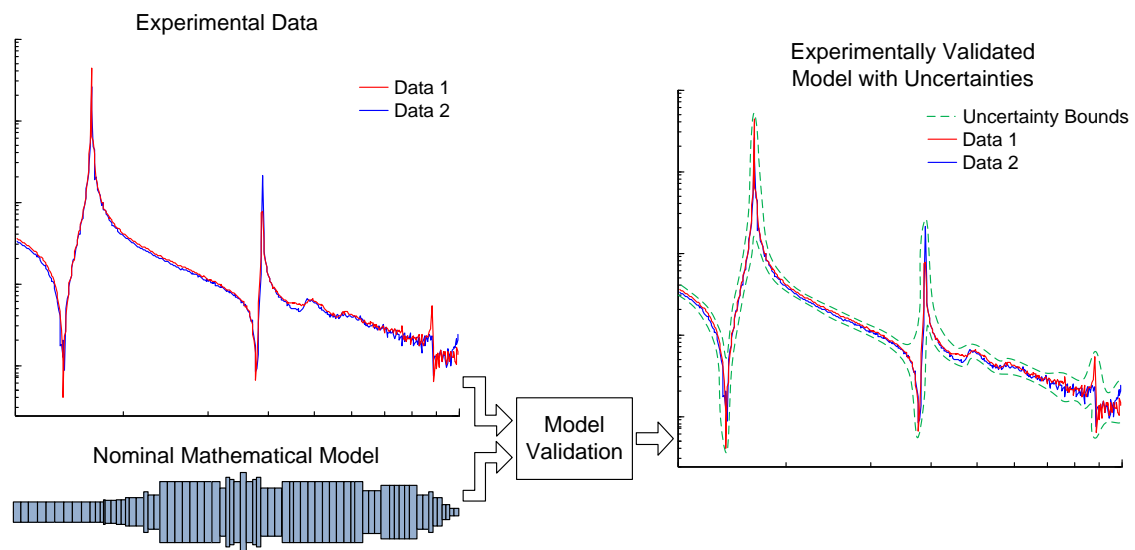 Experimental Data
Data 1
Data 2
Nominal Mathematical Model
Model
Validation
Experimentally Validated
Model with Uncertainties
Uncertainty Bounds
Data 1
Data 2